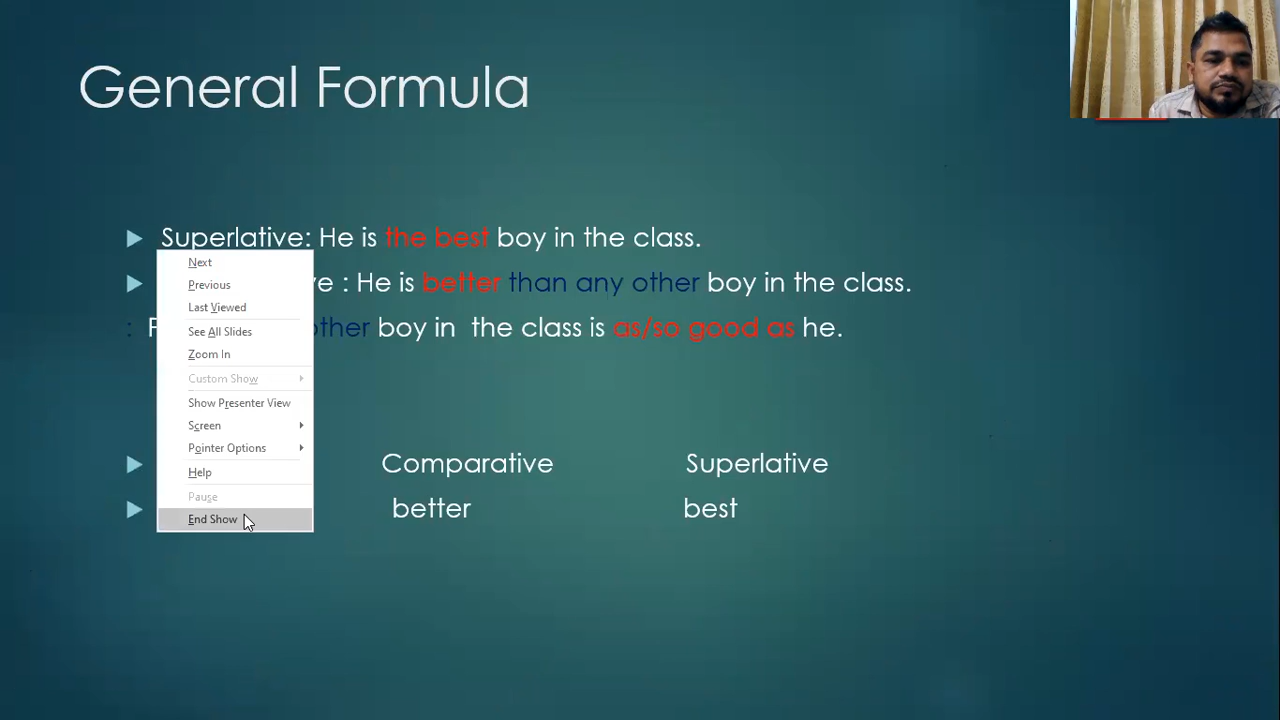 General Formula
Superlative: He is the best boy in the class.
ve : He is better than any other boy in the class.
: other boy in the class is as/so good as he.
Comparative Superlative
better best
Next
Previous
Last Viewed
See All Slides
Zoom In
Custom Show
Show Presenter View
Screen
Pointer Options
Help
Pause
End Show